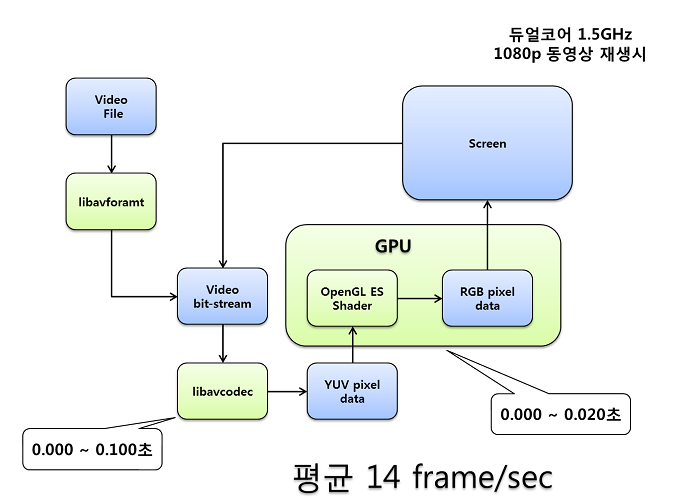 듀얼코어 1.5GHz
1080p 동영상 재생시
Video
File
Screen
libavforamt
GPU
Video
bit-stream
OpenGL ES
Shader
RGB pixel
data
libavcodec
YUV pixel
data
0.000 ~ 0.020초
0.000 ~ 0.100초
평균 14 frame/sec